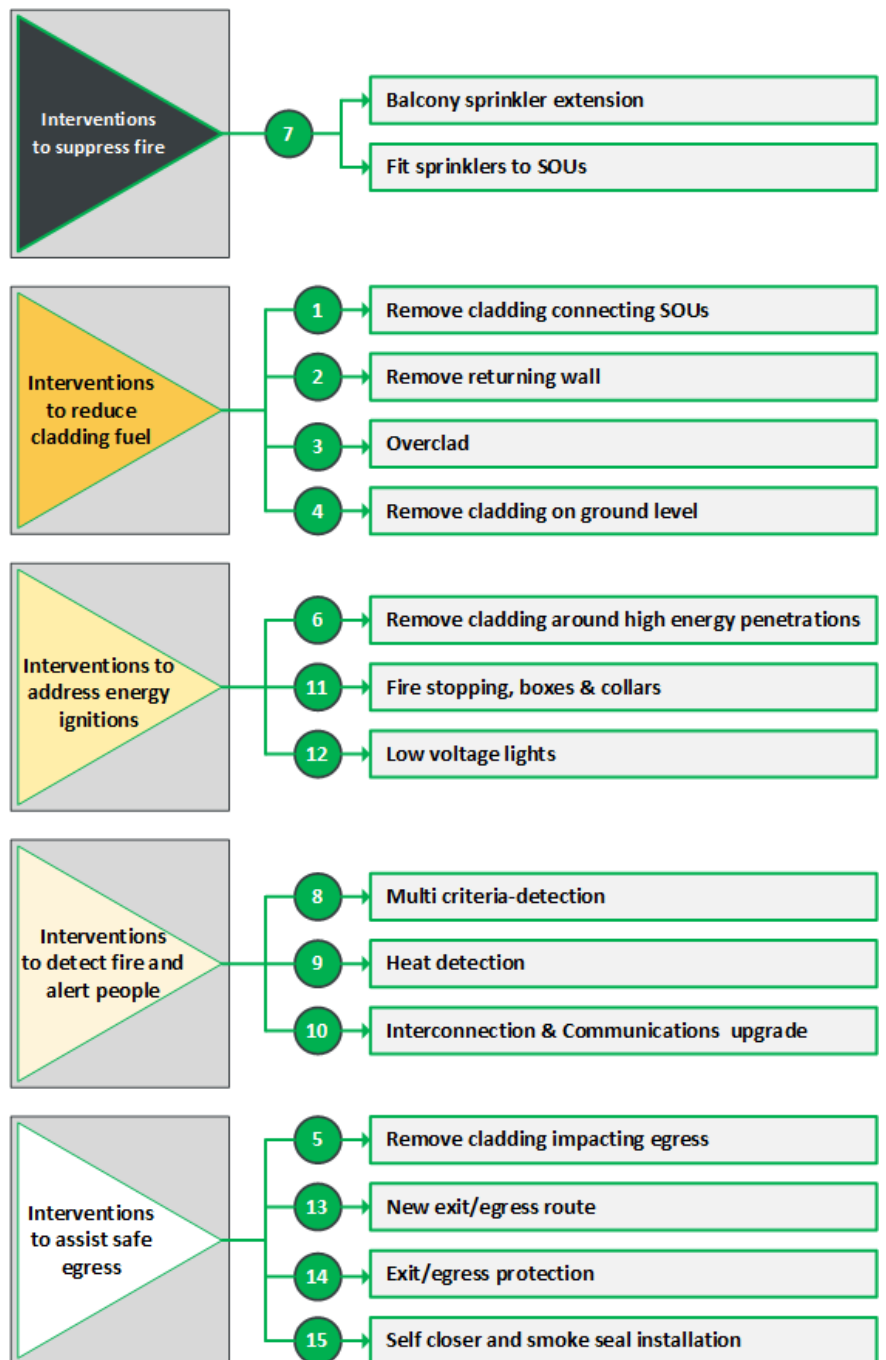 Interventions
to suppress fire
7
Balcony sprinkler extension
Fit sprinklers to SOUs
Interventions
to reduce
cladding fuel
1
Remove cladding connecting SOUs
2
Remove returning wall
3
Overclad
4
Remove cladding on ground level
Interventions to
address energy
ignitions
6
Remove cladding around high energy penetrations
11
Fire stopping, boxes & collars
12
Low voltage lights
Interventions
to detect fire and
alert people
8
Multi criteria-detection
9
Heat detection
10
Interconnection & Communications upgrade
Interventions
to assist safe
egress
5
Remove cladding impacting egress
13
New exit/egress route
14
Exit/egress protection
15
Self closer and smoke seal installation